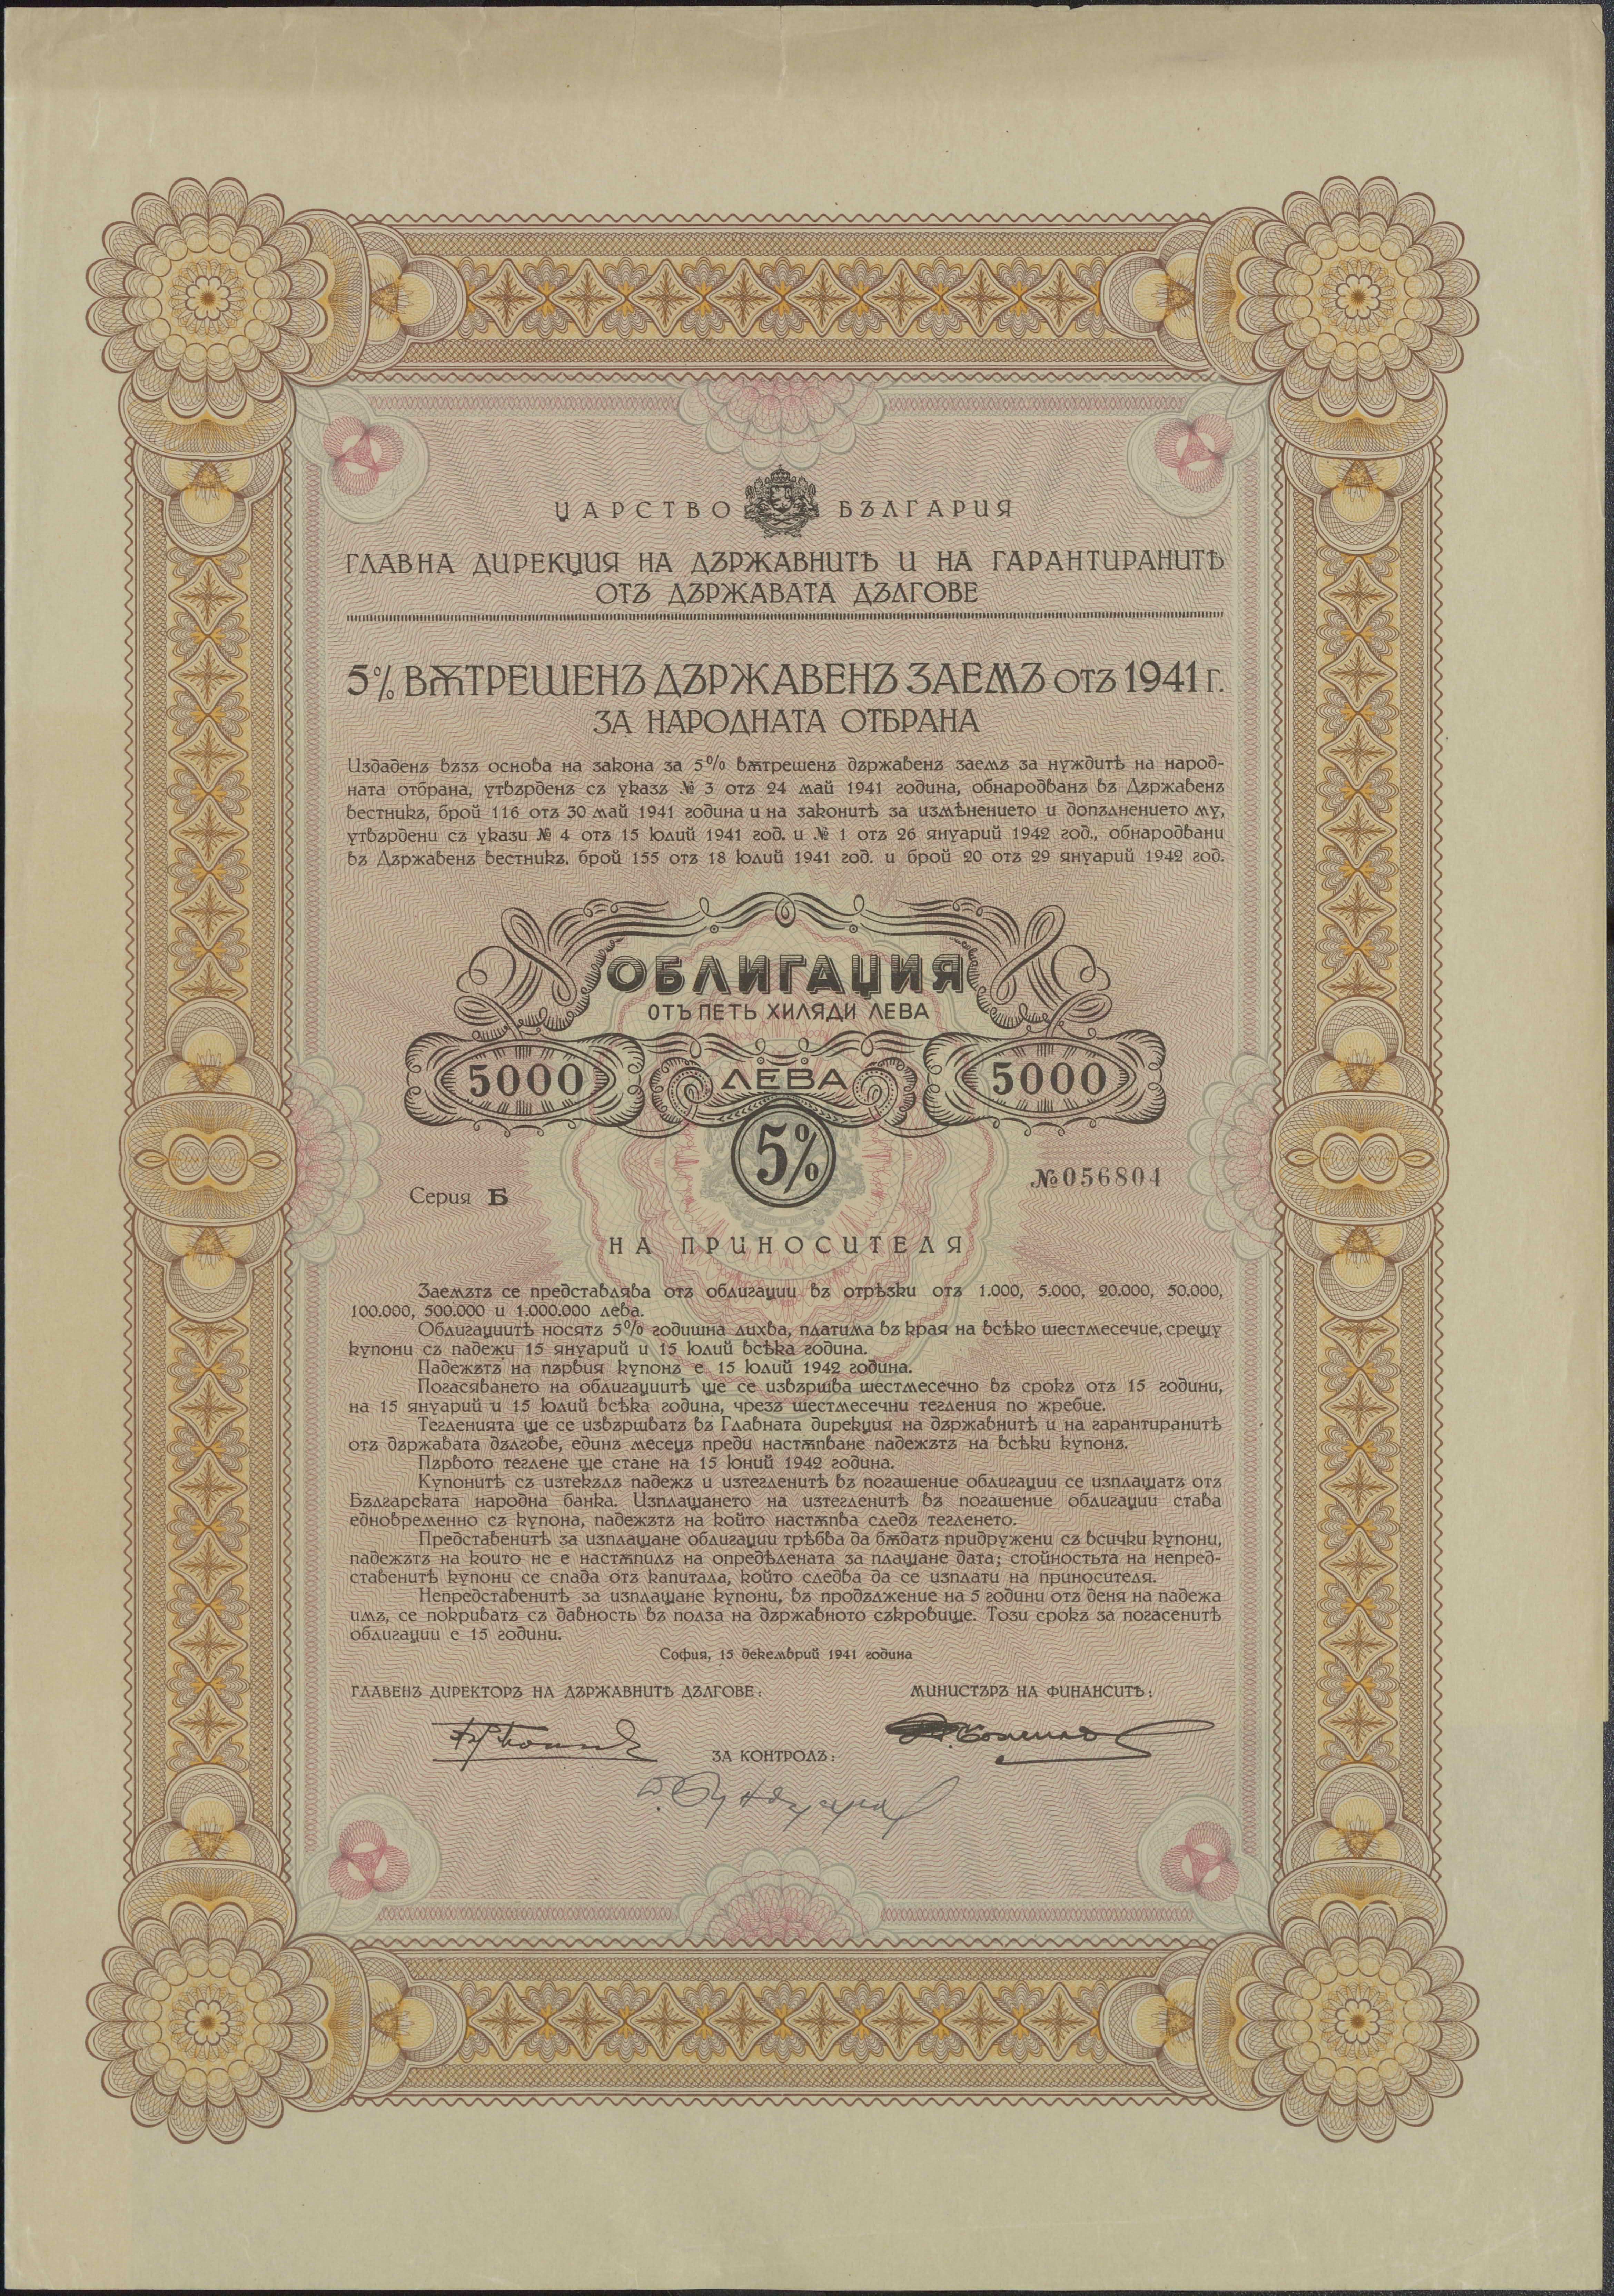 ЦАРСТВО БЪЛГАРИЯ
ГЛАВНА ДИРЕКЦИЯ НА ДЪРЖАВНИТѢ И НА ГАРАНТИРАНИТѢ
ОТЪ ДЪРЖАВАТА ДЪЛГОВЕ
5% ВѪТРЕШЕНЪ ДЪРЖАВЕНЪ ЗАЕМЪ отъ 1941 г.
ЗА НАРОДНАТА ОТБРАНА
Издаденъ възъ основа на закона за 5% вѫтрешенъ държавенъ заемъ за нуждитѣ на народ-
ната отбрана, утвърденъ съ указъ № 3 отъ 24 май 1941 година, обнародванъ въ Държавенъ
вестникъ, брой 116 отъ 30 май 1941 година и на законитѣ за измѣнението и допълнението му,
утвърдени съ укази № 4 отъ 15 юлий 1941 год. и № 1 отъ 26 януарий 1942 год., обнародвани
въ Държавенъ вестникъ, брой 155 отъ 18 юлий 1941 год. и брой 20 отъ 29 януарий 1942 год.
ОБЛИГАЦИЯ
ОТЪ ПЕТЬ ХИЛЯДИ ЛЕВА
5000 ЛЕВА 5000
5%
Серия Б №056804
НА ПРИНОСИТЕЛЯ
Заемътъ се представлява отъ облигации въ отрѣзки отъ 1.000, 5.000, 20.000, 50.000,
100.000, 500.000 и 1.000.000 лева.
Облигациитѣ носятъ 5% годишна лихва, платима въ края на всѣко шестмесечие, срещу
купони съ падежи 15 януарий и 15 юлий всѣка година.
Падежътъ на първия купонъ е 15 юлий 1942 година.
Погасяването на облигациитѣ ще се извършва шестмесечно въ срокъ отъ 15 години,
на 15 януарий и 15 юлий всѣка година, чрезъ шестмесечни тегления по жребие.
Тегленията ще се извършватъ въ Главната дирекция на държавнитѣ и на гарантиранитѣ
отъ държавата дългове, единъ месецъ преди настѫпване падежътъ на всѣки купонъ.
Първото теглене ще стане на 15 юний 1942 година.
Купонитѣ съ изтекълъ падежъ и изтегленитѣ въ погашение облигации се изплащатъ отъ
Българската народна банка. Изплащането на изтегленитѣ въ погашение облигации става
едновременно съ купона, падежътъ на който настѫпва следъ тегленето.
Представенитѣ за изплащане облигации трѣбва да бѫдатъ придружени съ всички купони,
падежътъ на които не е настѫпилъ на опредѣлената за плащане дата; стойностьта на непред-
ставенитѣ купони се спада отъ капитала, който следва да се изплати на приносителя.
Непредставенитѣ за изплащане купони, въ продължение на 5 години отъ деня на падежа
имъ, се покриватъ съ давность въ полза на държавното съкровище. Този срокъ за погасенитѣ
облигации е 15 години.
София, 15 декемврий 1941 година
ГЛАВЕНЪ ДИРЕКТОРЪ НА ДЪРЖАВНИТѢ ДЪЛГОВЕ: МИНИСТЪРЪ НА ФИНАНСИТѢ:
ЗА КОНТРОЛЪ: